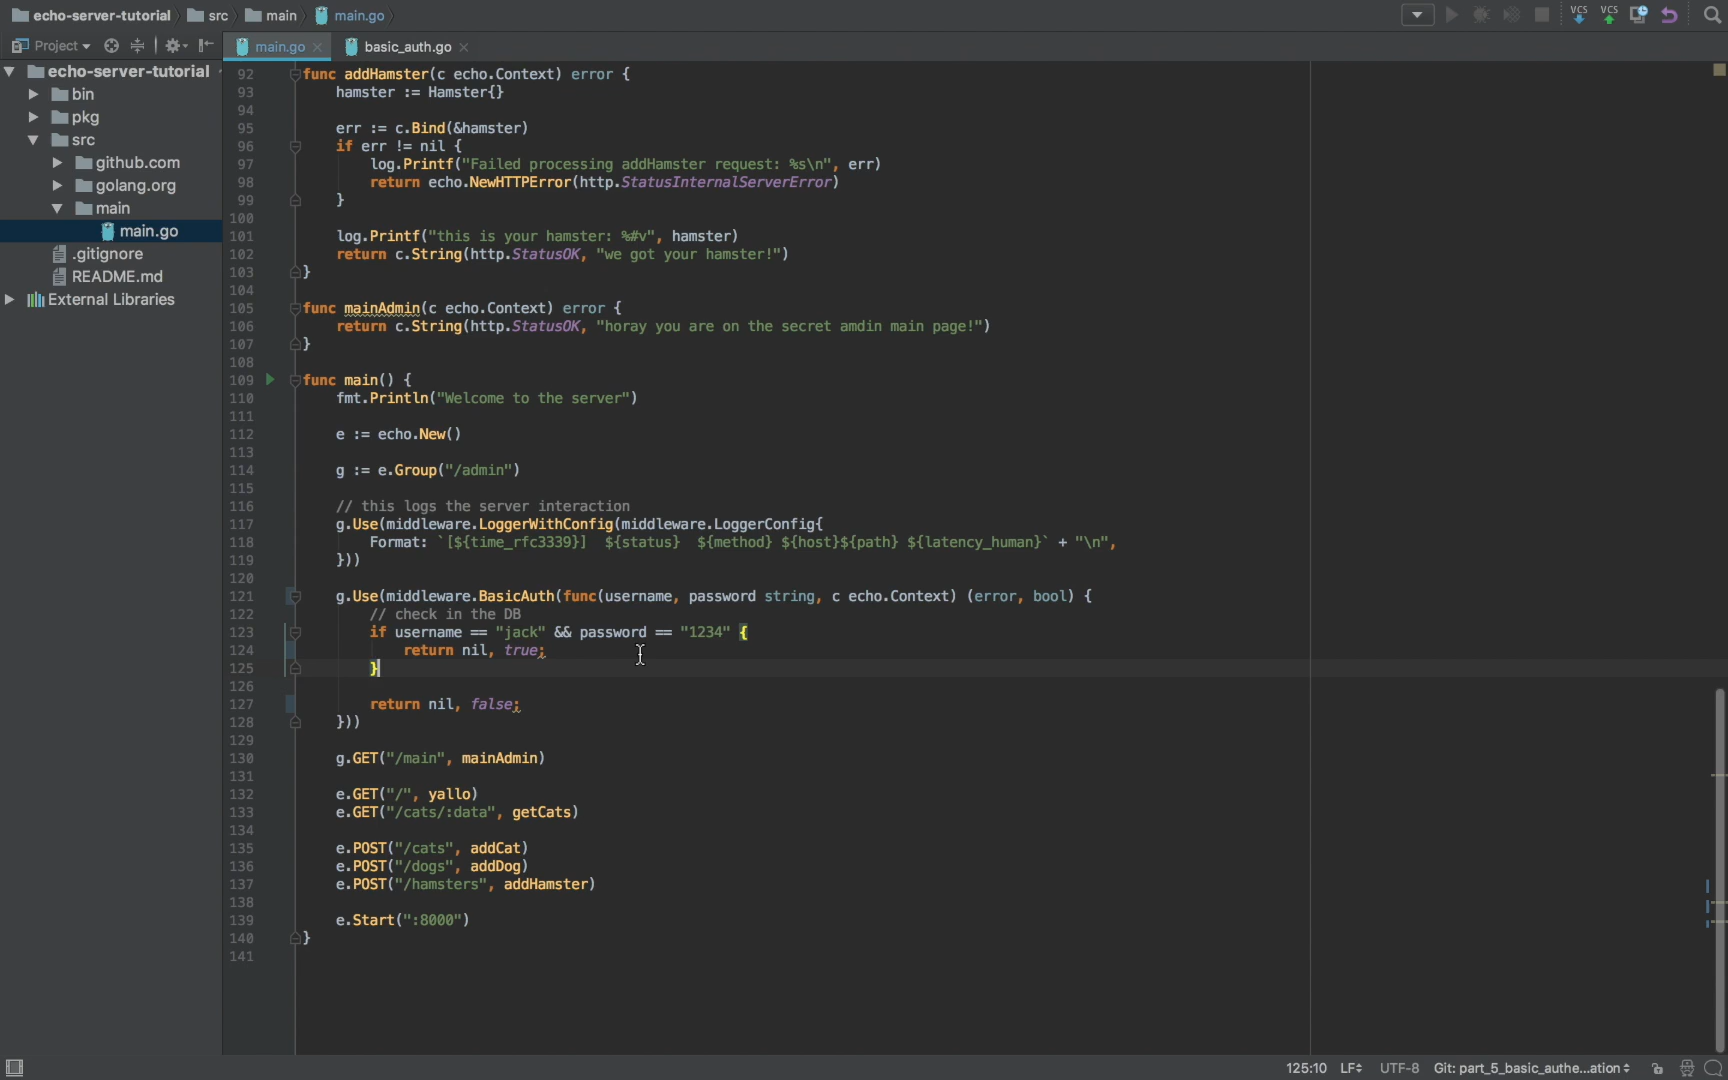 echo-server-tutorial src main main.go
VCS VCS
Project
main.go basic_auth.go
echo-server-tutorial
bin
pkg
src
github.com
golang.org
main
main.go
.gitignore
README.md
External Libraries
92 func addHamster(c echo.Context) error {
93 hamster := Hamster{}
94
95 err := c.Bind(&hamster)
96 if err != nil {
97 log.Printf("Failed processing addHamster request: %s\n", err)
98 return echo.NewHTTPError(http.StatusInternalServerError)
99 }
100
101 log.Printf("this is your hamster: %#v", hamster)
102 return c.String(http.StatusOK, "we got your hamster!")
103 }
104
105 func mainAdmin(c echo.Context) error {
106 return c.String(http.StatusOK, "horay you are on the secret amdin main page!")
107 }
108
109 func main() {
110 fmt.Println("Welcome to the server")
111
112 e := echo.New()
113
114 g := e.Group("/admin")
115
116 // this logs the server interaction
117 g.Use(middleware.LoggerWithConfig(middleware.LoggerConfig{
118 Format: `[${time_rfc3339}] ${status} ${method} ${host}${path} ${latency_human}` + "\n",
119 }))
120
121 g.Use(middleware.BasicAuth(func(username, password string, c echo.Context) (error, bool) {
122 // check in the DB
123 if username == "jack" && password == "1234" {
124 return nil, true;
125 }
126
127 return nil, false;
128 }))
129
130 g.GET("/main", mainAdmin)
131
132 e.GET("/", yallo)
133 e.GET("/cats/:data", getCats)
134
135 e.POST("/cats", addCat)
136 e.POST("/dogs", addDog)
137 e.POST("/hamsters", addHamster)
138
139 e.Start(":8000")
140 }
141
125:10 LF UTF-8 Git: part_5_basic_authe...ation